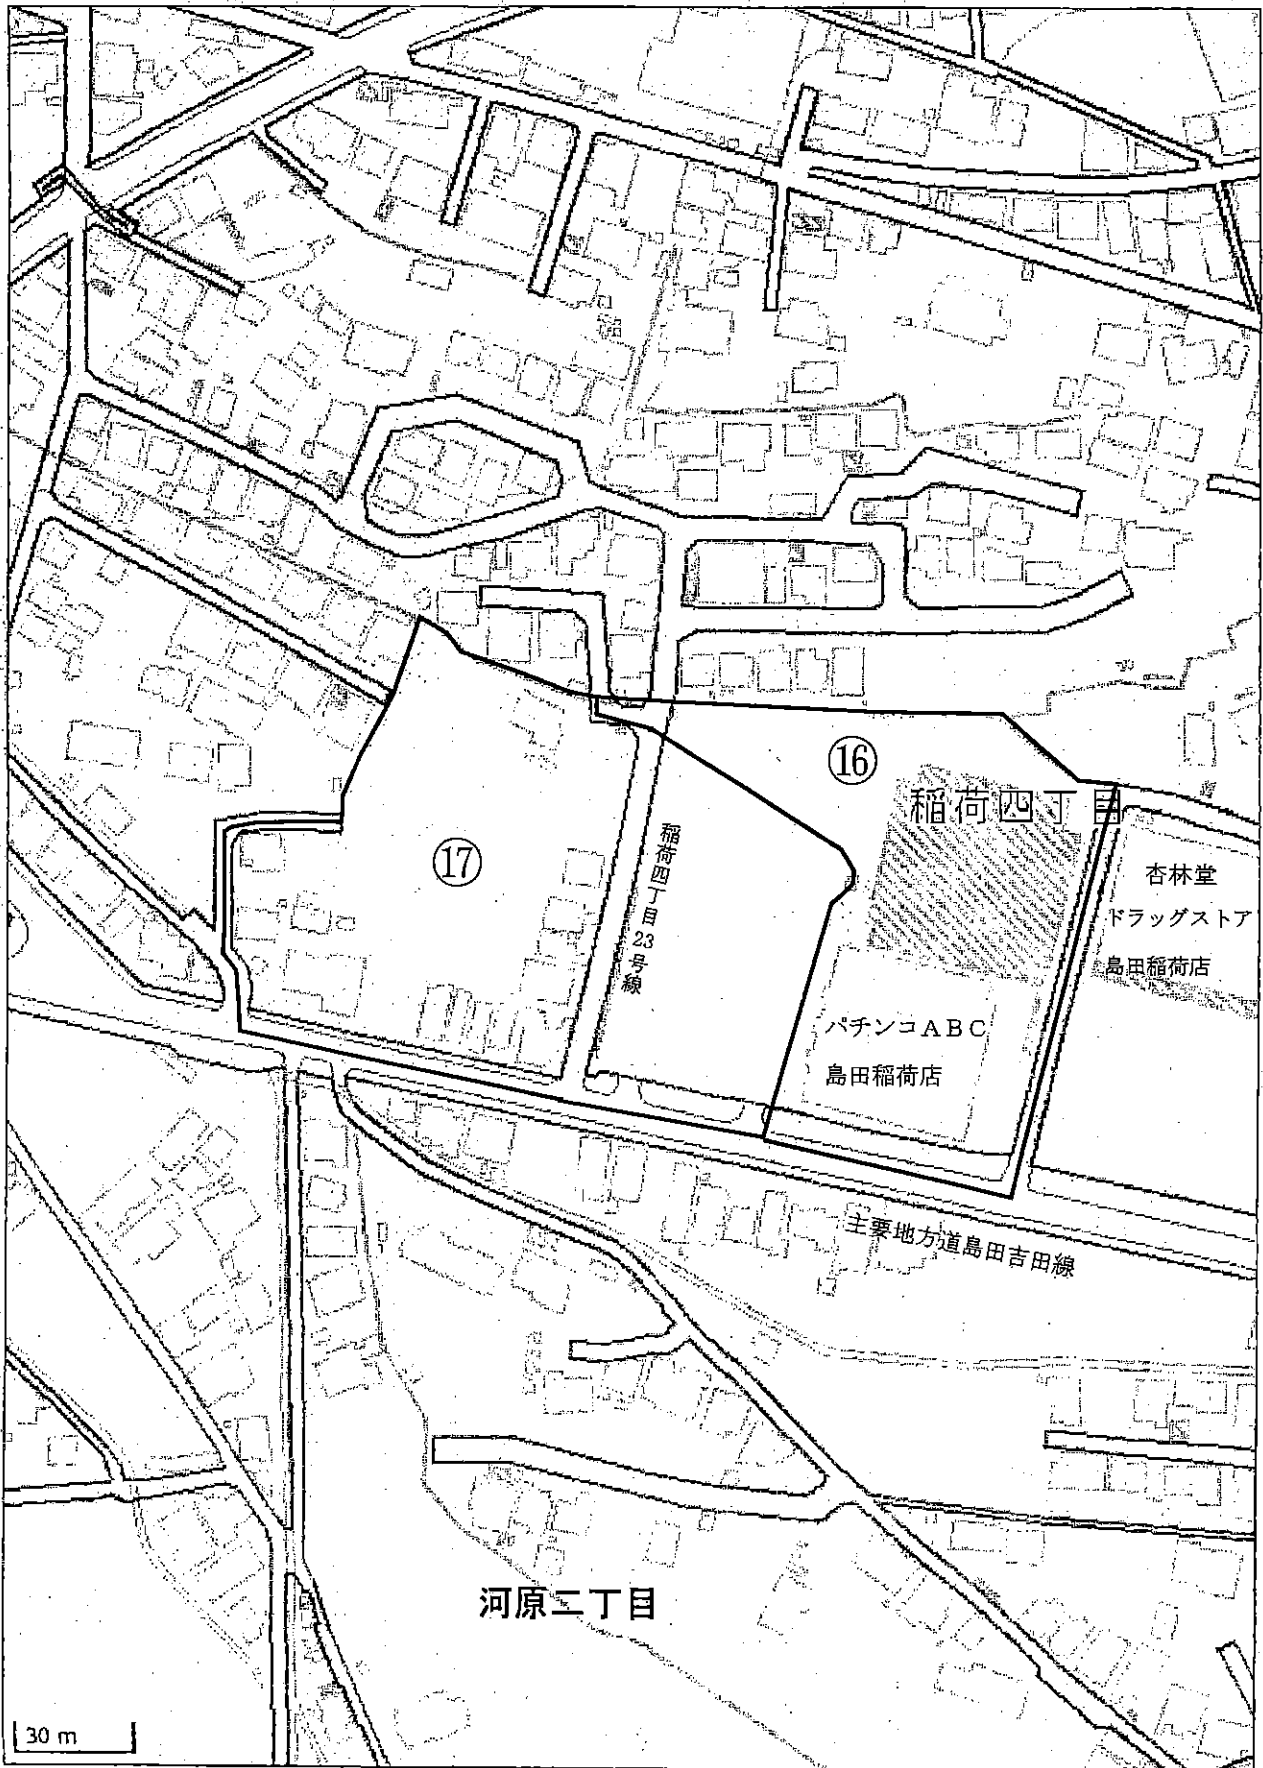 ⑯
稲荷四丁目
⑰
稲荷四丁目23号線
杏林堂
ドラッグストア
島田稲荷店
パチンコABC
島田稲荷店
主要地方道島田吉田線
河原二丁目
30 m